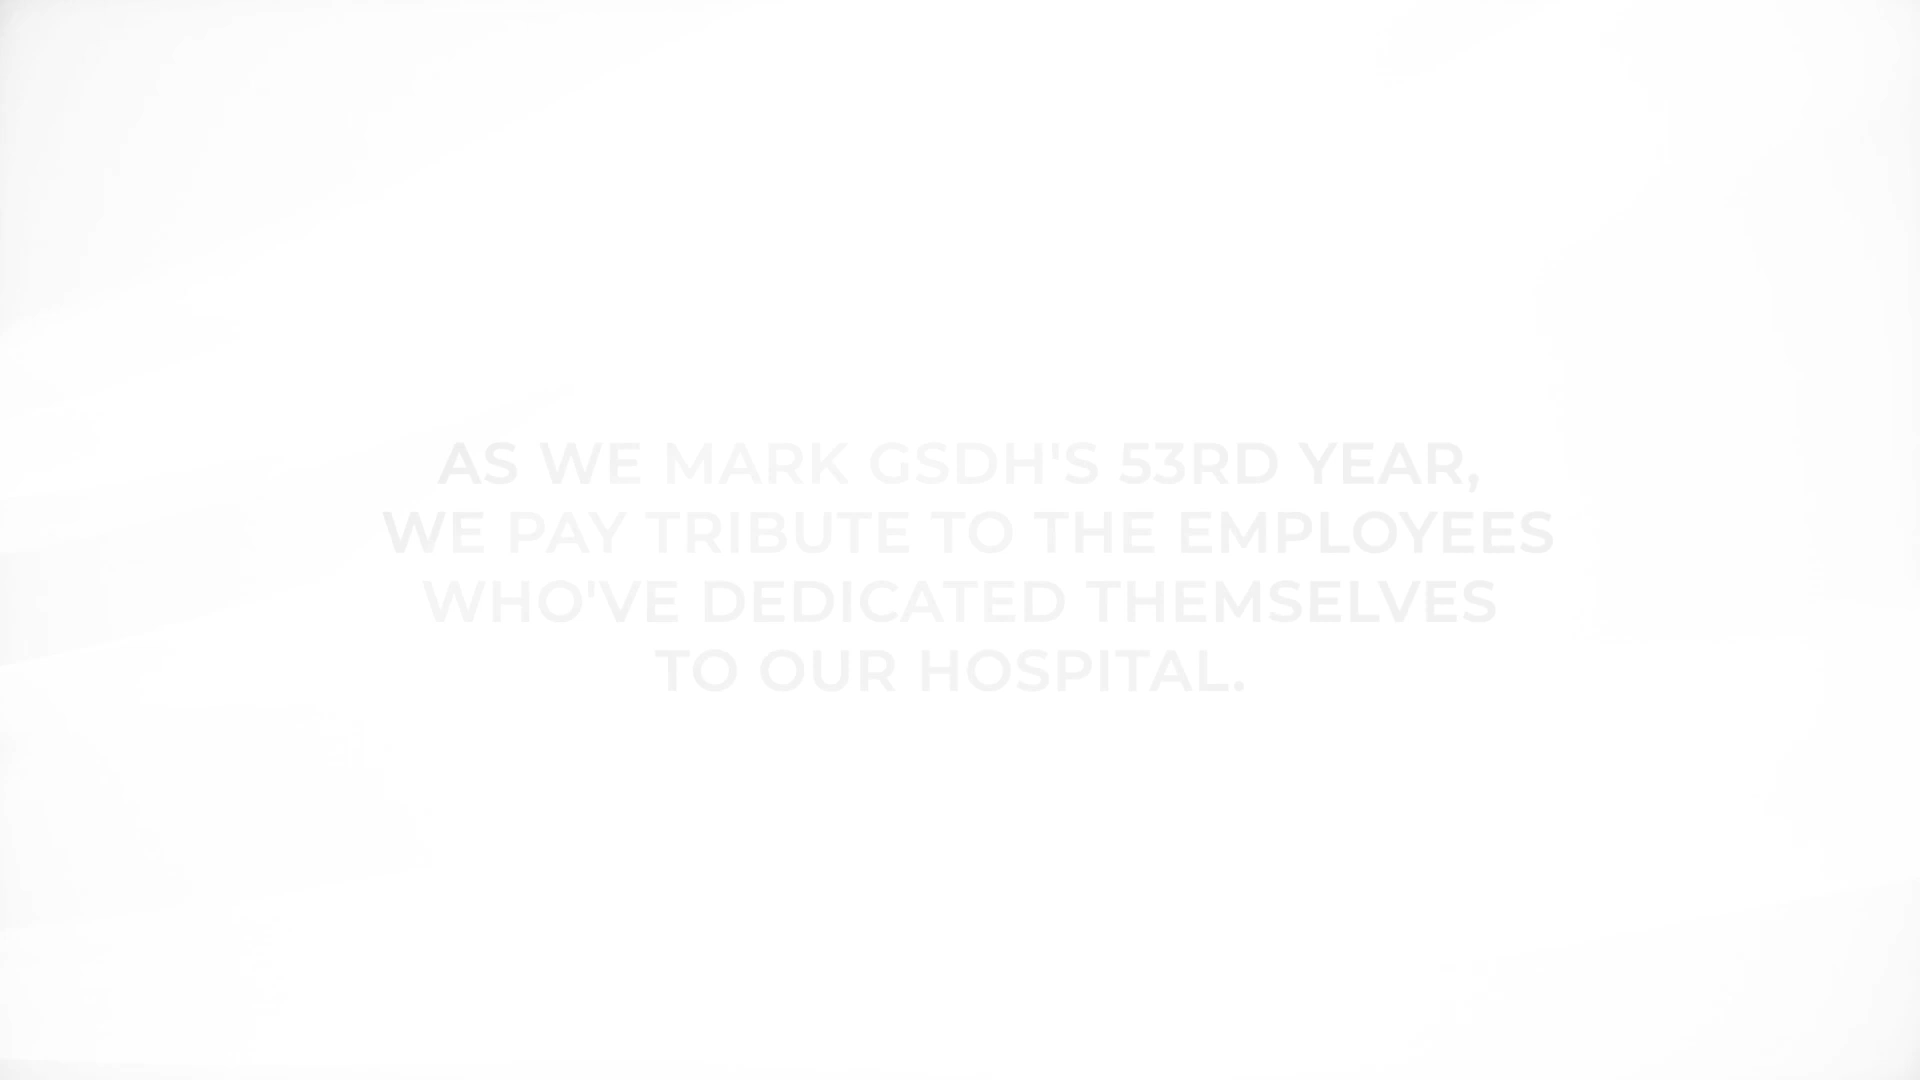 AS WE MARK GSDH'S 53RD YEAR,
WE PAY TRIBUTE TO THE EMPLOYEES
WHO'VE DEDICATED THEMSELVES
TO OUR HOSPITAL.